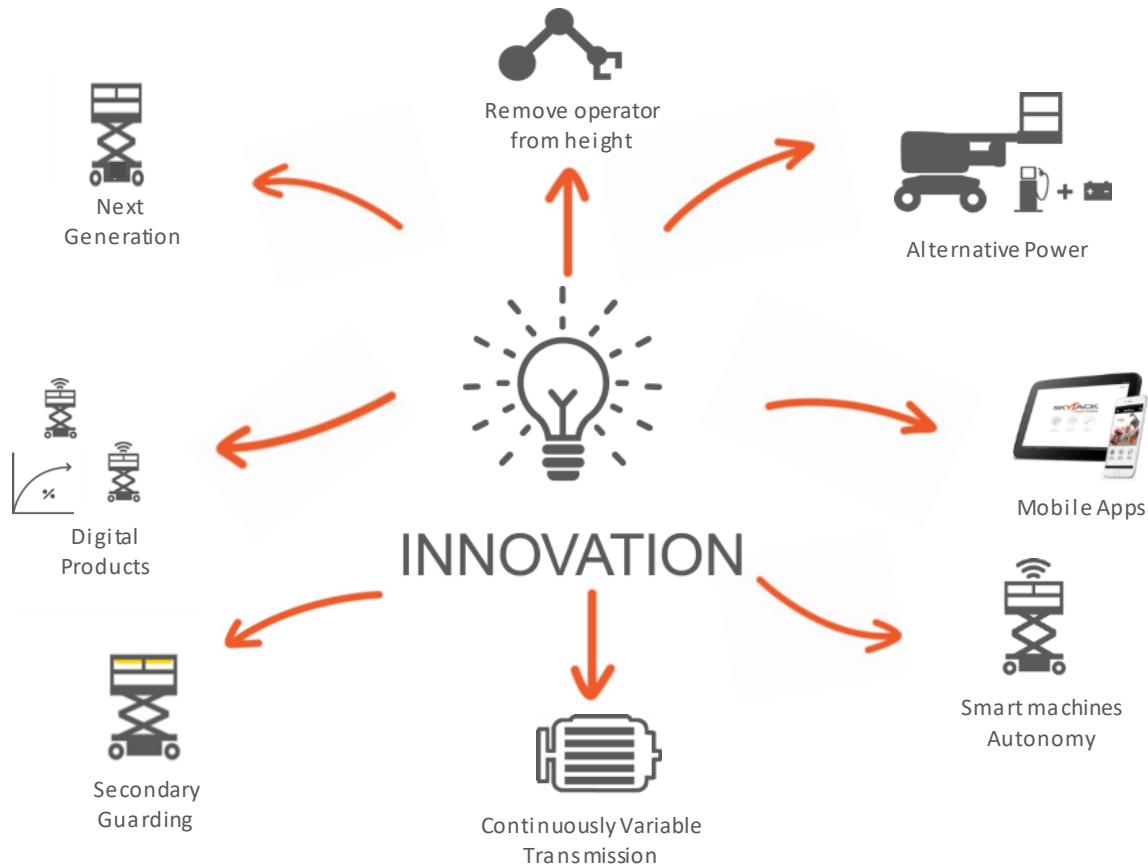 Remove operator
from height
Next
Generation
Alternative Power
SKYJACK
Mobile Apps
%
Digital
Products
INNOVATION
Smart machines
Autonomy
Secondary
Guarding
Continuously Variable
Transmission